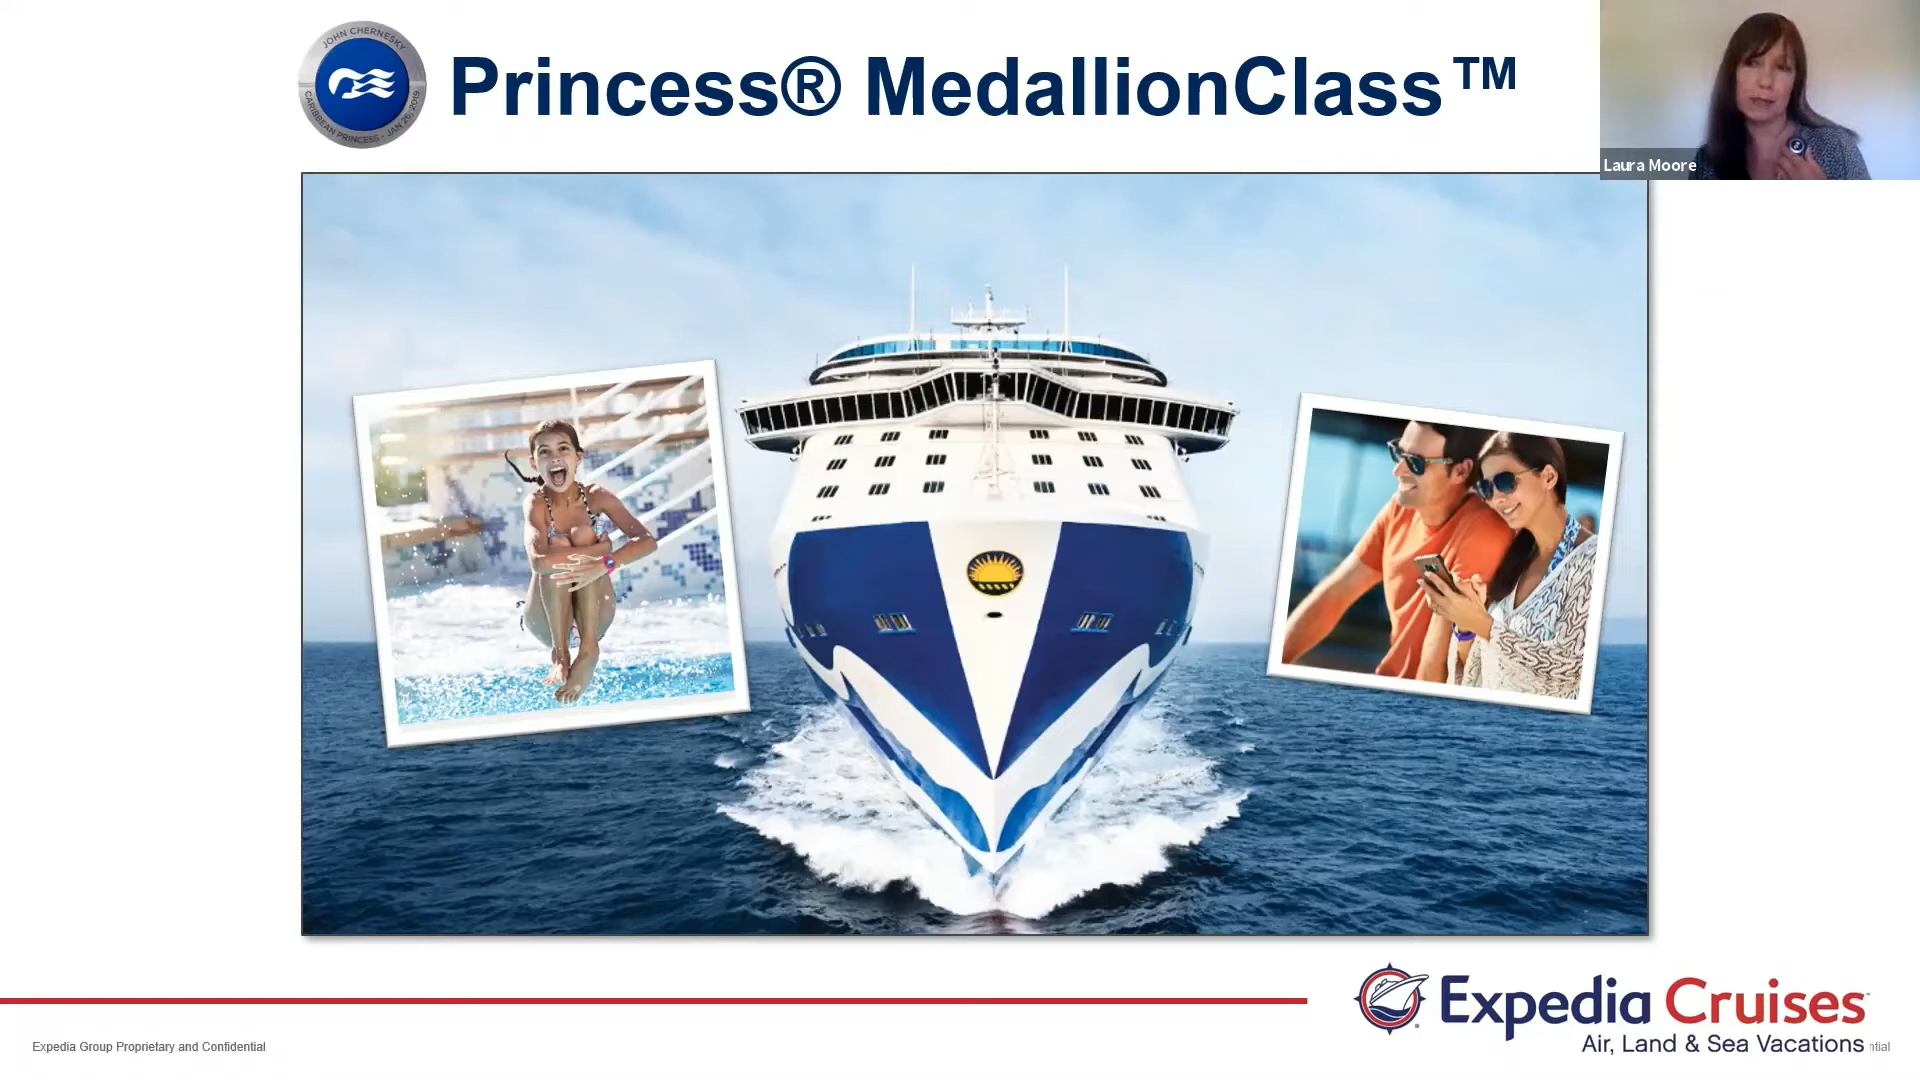 JOHN CHERNESKY
CARIBBEAN PRINCESS - JAN 26, 2019
Princess® MedallionClass™
Laura Moore
Expedia Cruises™
Air, Land & Sea Vacations
Expedia Group Proprietary and Confidential
ntial